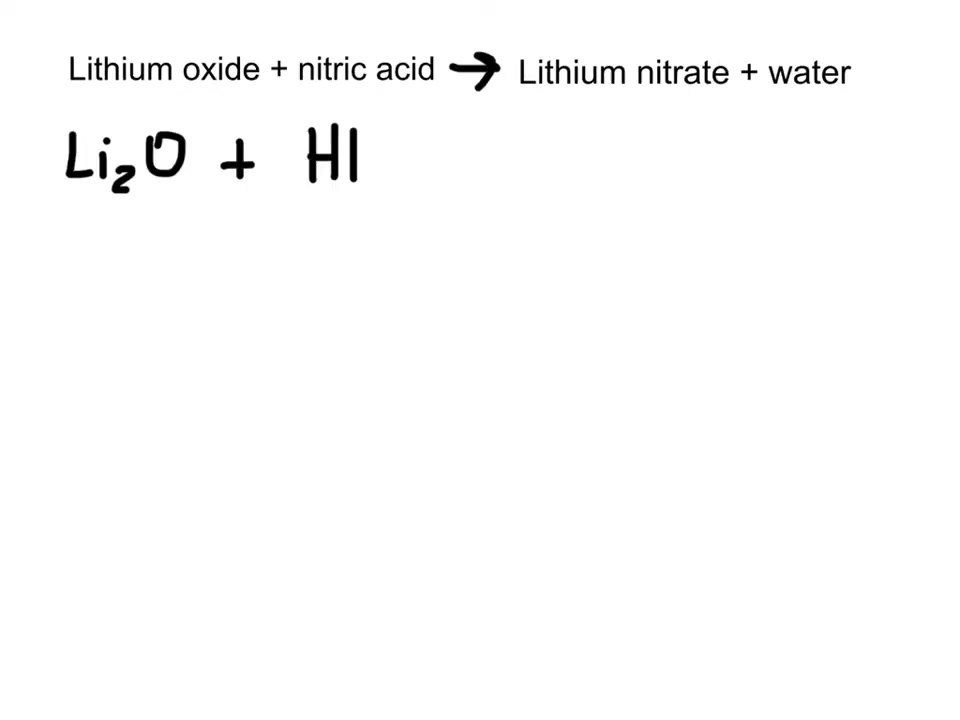 Lithium oxide + nitric acid → Lithium nitrate + water
Li₂O + HI